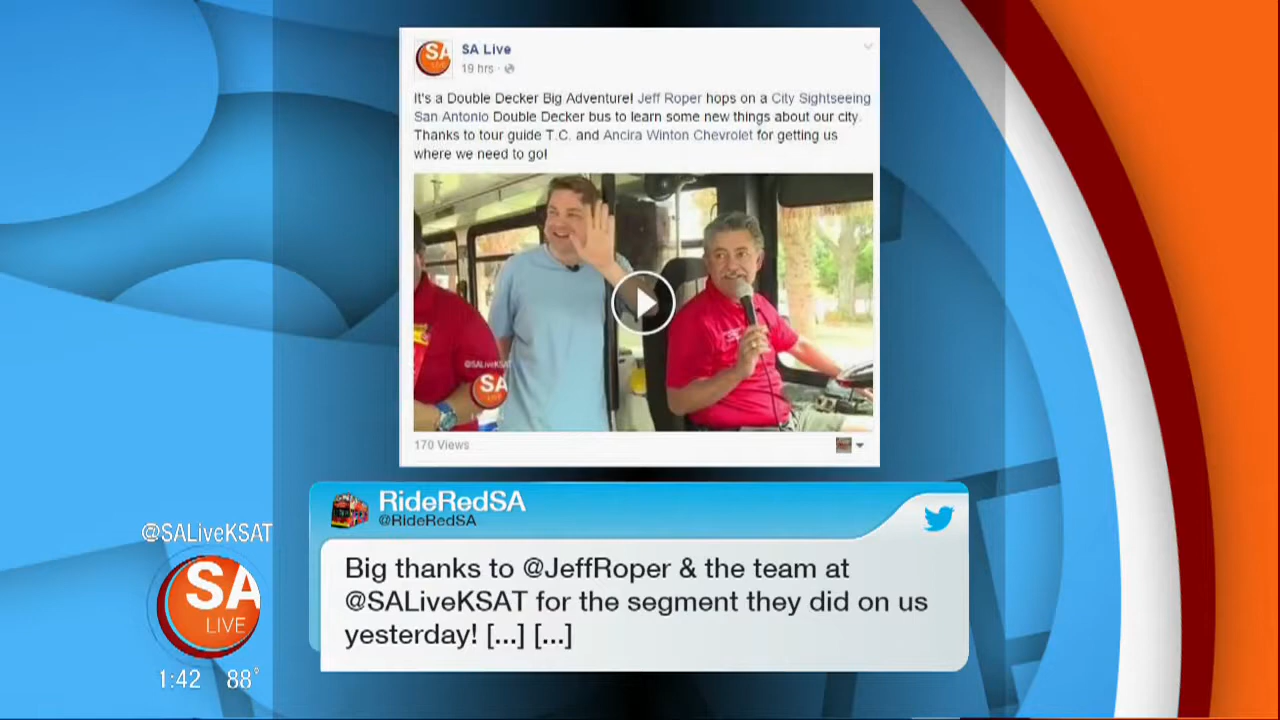 SA
LIVE
SA Live
19 hrs ·
It's a Double Decker Big Adventure! Jeff Roper hops on a City Sightseeing
San Antonio Double Decker bus to learn some new things about our city.
Thanks to tour guide T.C. and Ancira Winton Chevrolet for getting us
where we need to go!
@SALiveKSAT
SA
LIVE
170 Views
RideRedSA
@RideRedSA
Big thanks to @JeffRoper & the team at
@SALiveKSAT for the segment they did on us
yesterday! [...] [...]
@SALiveKSAT
SA
LIVE
1:42 88°